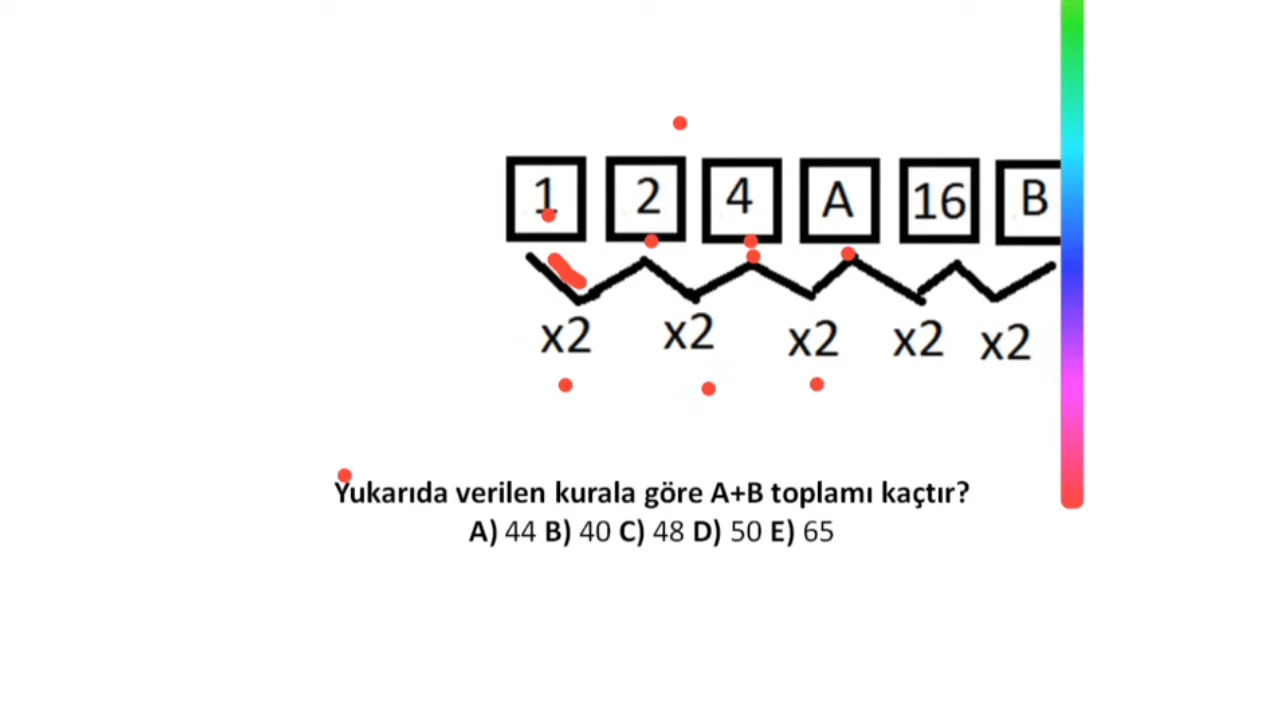 1 2 4 A 16 B
x2 x2 x2 x2 x2
Yukarıda verilen kurala göre A+B toplamı kaçtır?
A) 44 B) 40 C) 48 D) 50 E) 65